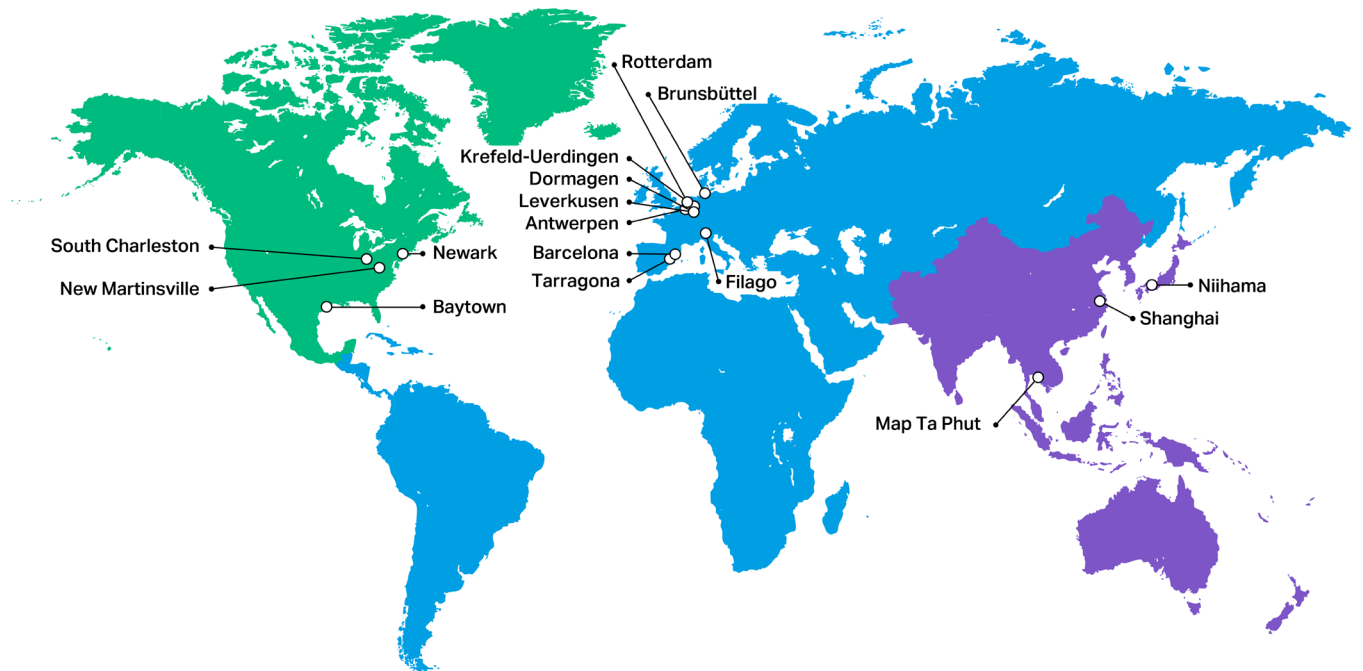 Rotterdam
Brunsbüttel
Krefeld-Uerdingen
Dormagen
Leverkusen
Antwerpen
South Charleston
Newark
Barcelona
New Martinsville
Tarragona
Filago
Niihama
Baytown
Shanghai
Map Ta Phut